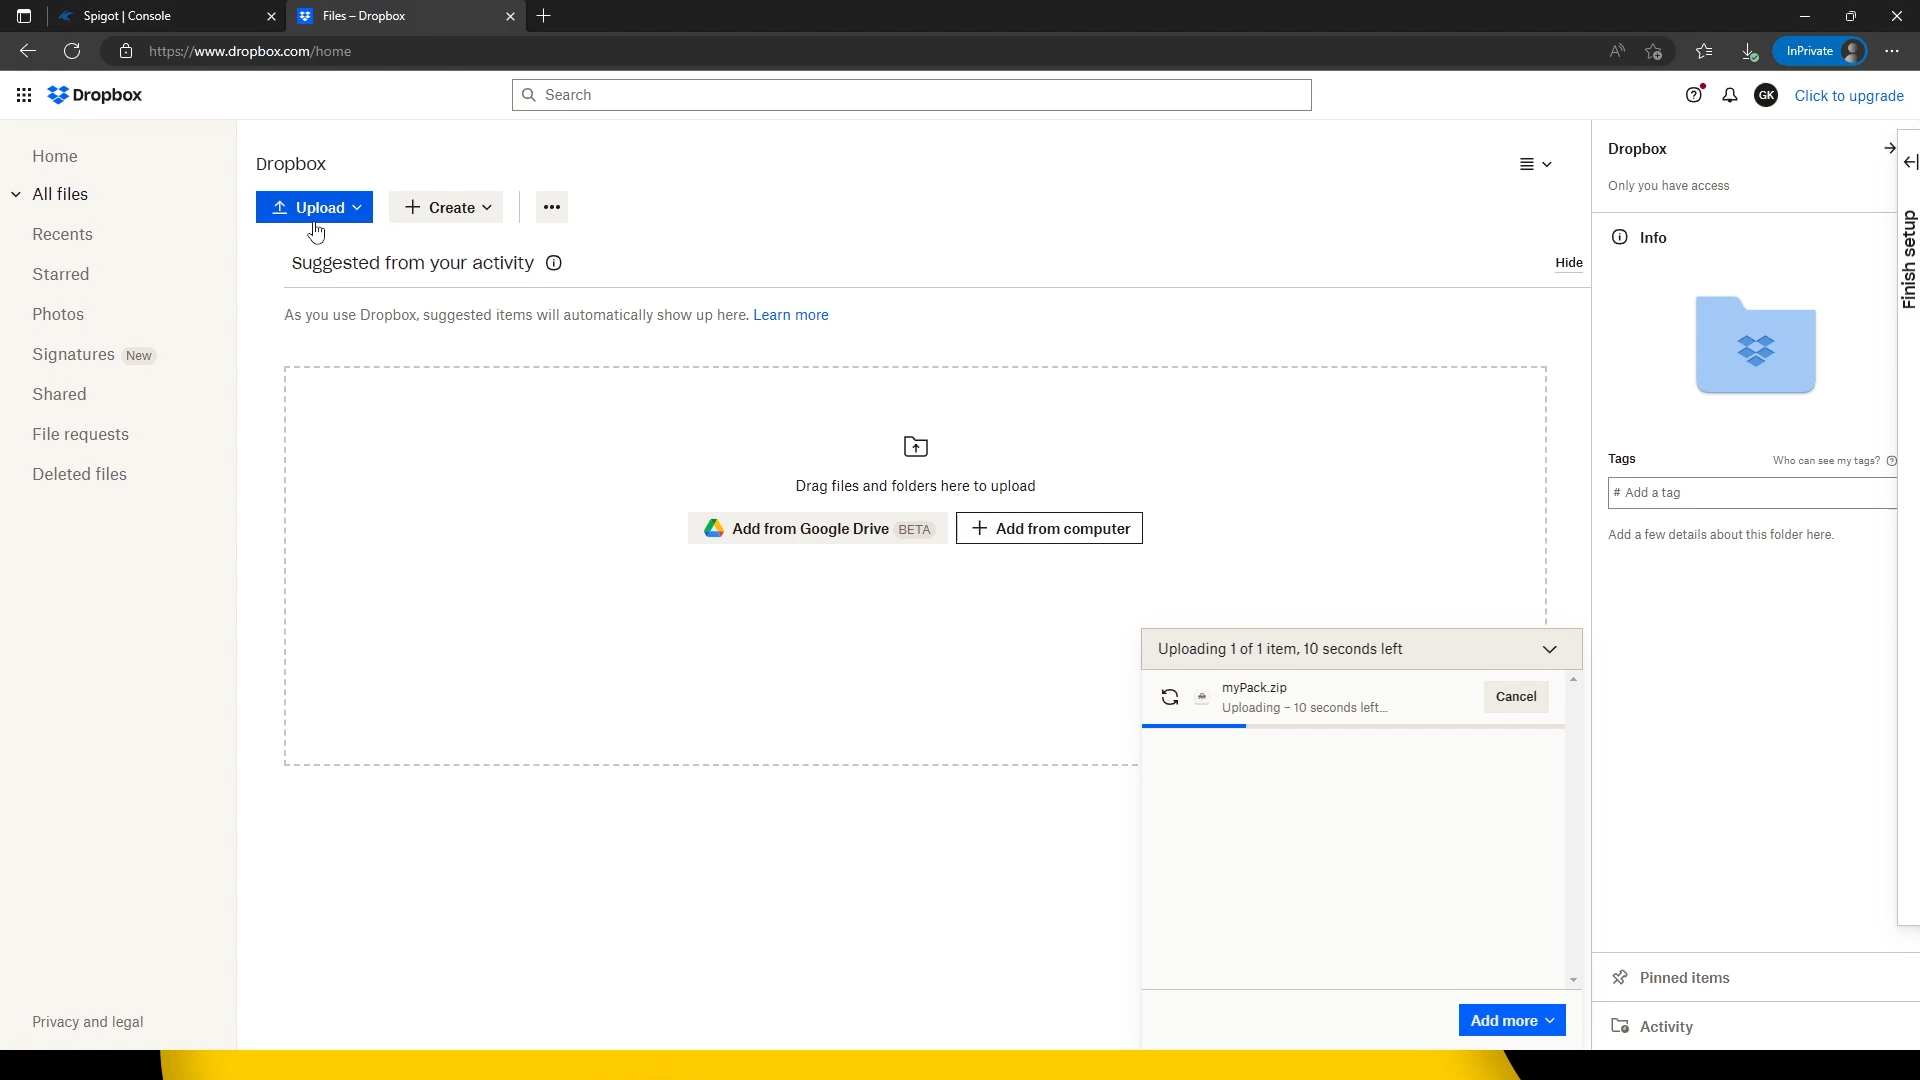 Spigot | Console
Files – Dropbox
https://www.dropbox.com/home
InPrivate
Dropbox
Search
GK
Click to upgrade
Home
All files
Recents
Starred
Photos
Signatures New
Shared
File requests
Deleted files
Privacy and legal
Dropbox
Upload
Create
Suggested from your activity
Hide
As you use Dropbox, suggested items will automatically show up here. Learn more
Drag files and folders here to upload
Add from Google Drive BETA
Add from computer
Uploading 1 of 1 item, 10 seconds left
myPack.zip
Uploading – 10 seconds left...
Cancel
Add more
Dropbox
Only you have access
Info
Tags
Who can see my tags?
# Add a tag
Add a few details about this folder here.
Pinned items
Activity
Finish setup